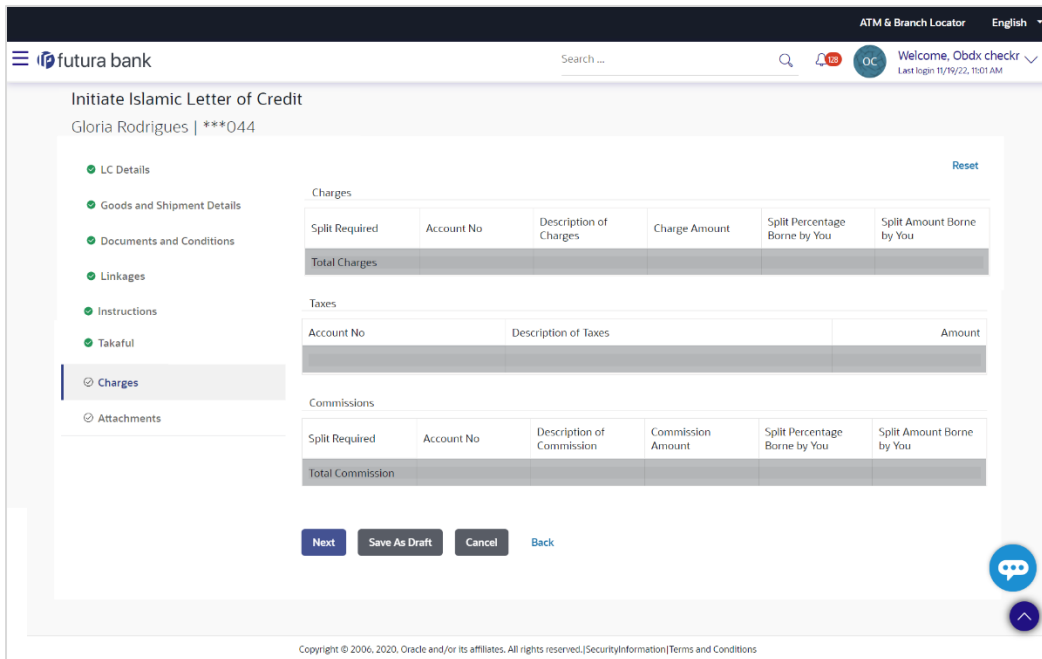 ATM & Branch Locator English
futura bank
Search ...
128
OC
Welcome, Obdx checkr
Last login 11/19/22, 11:01 AM
Initiate Islamic Letter of Credit
Gloria Rodrigues | ***044
LC Details
Goods and Shipment Details
Documents and Conditions
Linkages
Instructions
Takaful
Charges
Attachments
Reset
Charges
Split Required Account No Description of Charges Charge Amount Split Percentage Borne by You Split Amount Borne by You
Total Charges
Taxes
Account No Description of Taxes Amount
Commissions
Split Required Account No Description of Commission Commission Amount Split Percentage Borne by You Split Amount Borne by You
Total Commission
Next Save As Draft Cancel Back
Copyright © 2006, 2020, Oracle and/or its affiliates. All rights reserved.|SecurityInformation|Terms and Conditions